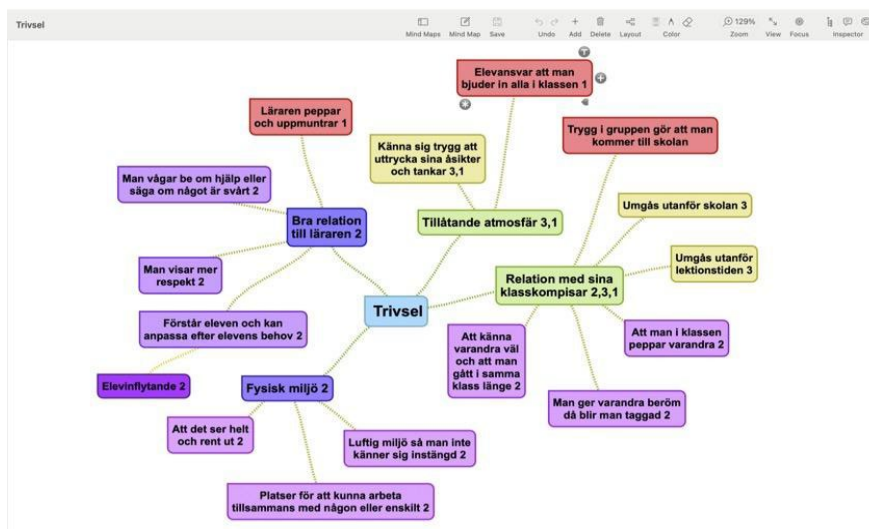 Trivsel
Mind Maps
Mind Map
Save
Undo
Add
Delete
Layout
Color
129%
Zoom
View
Focus
Inspector
Elevansvar att man
bjuder in alla i klassen 1
Läraren peppar
och uppmuntrar 1
Trygg i gruppen gör att man
kommer till skolan
Känna sig trygg att
uttrycka sina åsikter
och tankar 3,1
Man vågar be om hjälp eller
säga om något är svårt 2
Umgås utanför skolan 3
Bra relation
till läraren 2
Tillåtande atmosfär 3,1
Umgås utanför
lektionstiden 3
Man visar mer
respekt 2
Relation med sina
klasskompisar 2,3,1
Trivsel
Förstår eleven och kan
anpassa efter elevens behov 2
Att man i klassen
peppar varandra 2
Att känna
varandra väl
och att man
gått i samma
klass länge 2
Elevinflytande 2
Fysisk miljö 2
Man ger varandra beröm
då blir man taggad 2
Att det ser helt
och rent ut 2
Luftig miljö så man inte
känner sig instängd 2
Platser för att kunna arbeta
tillsammans med någon eller enskilt 2